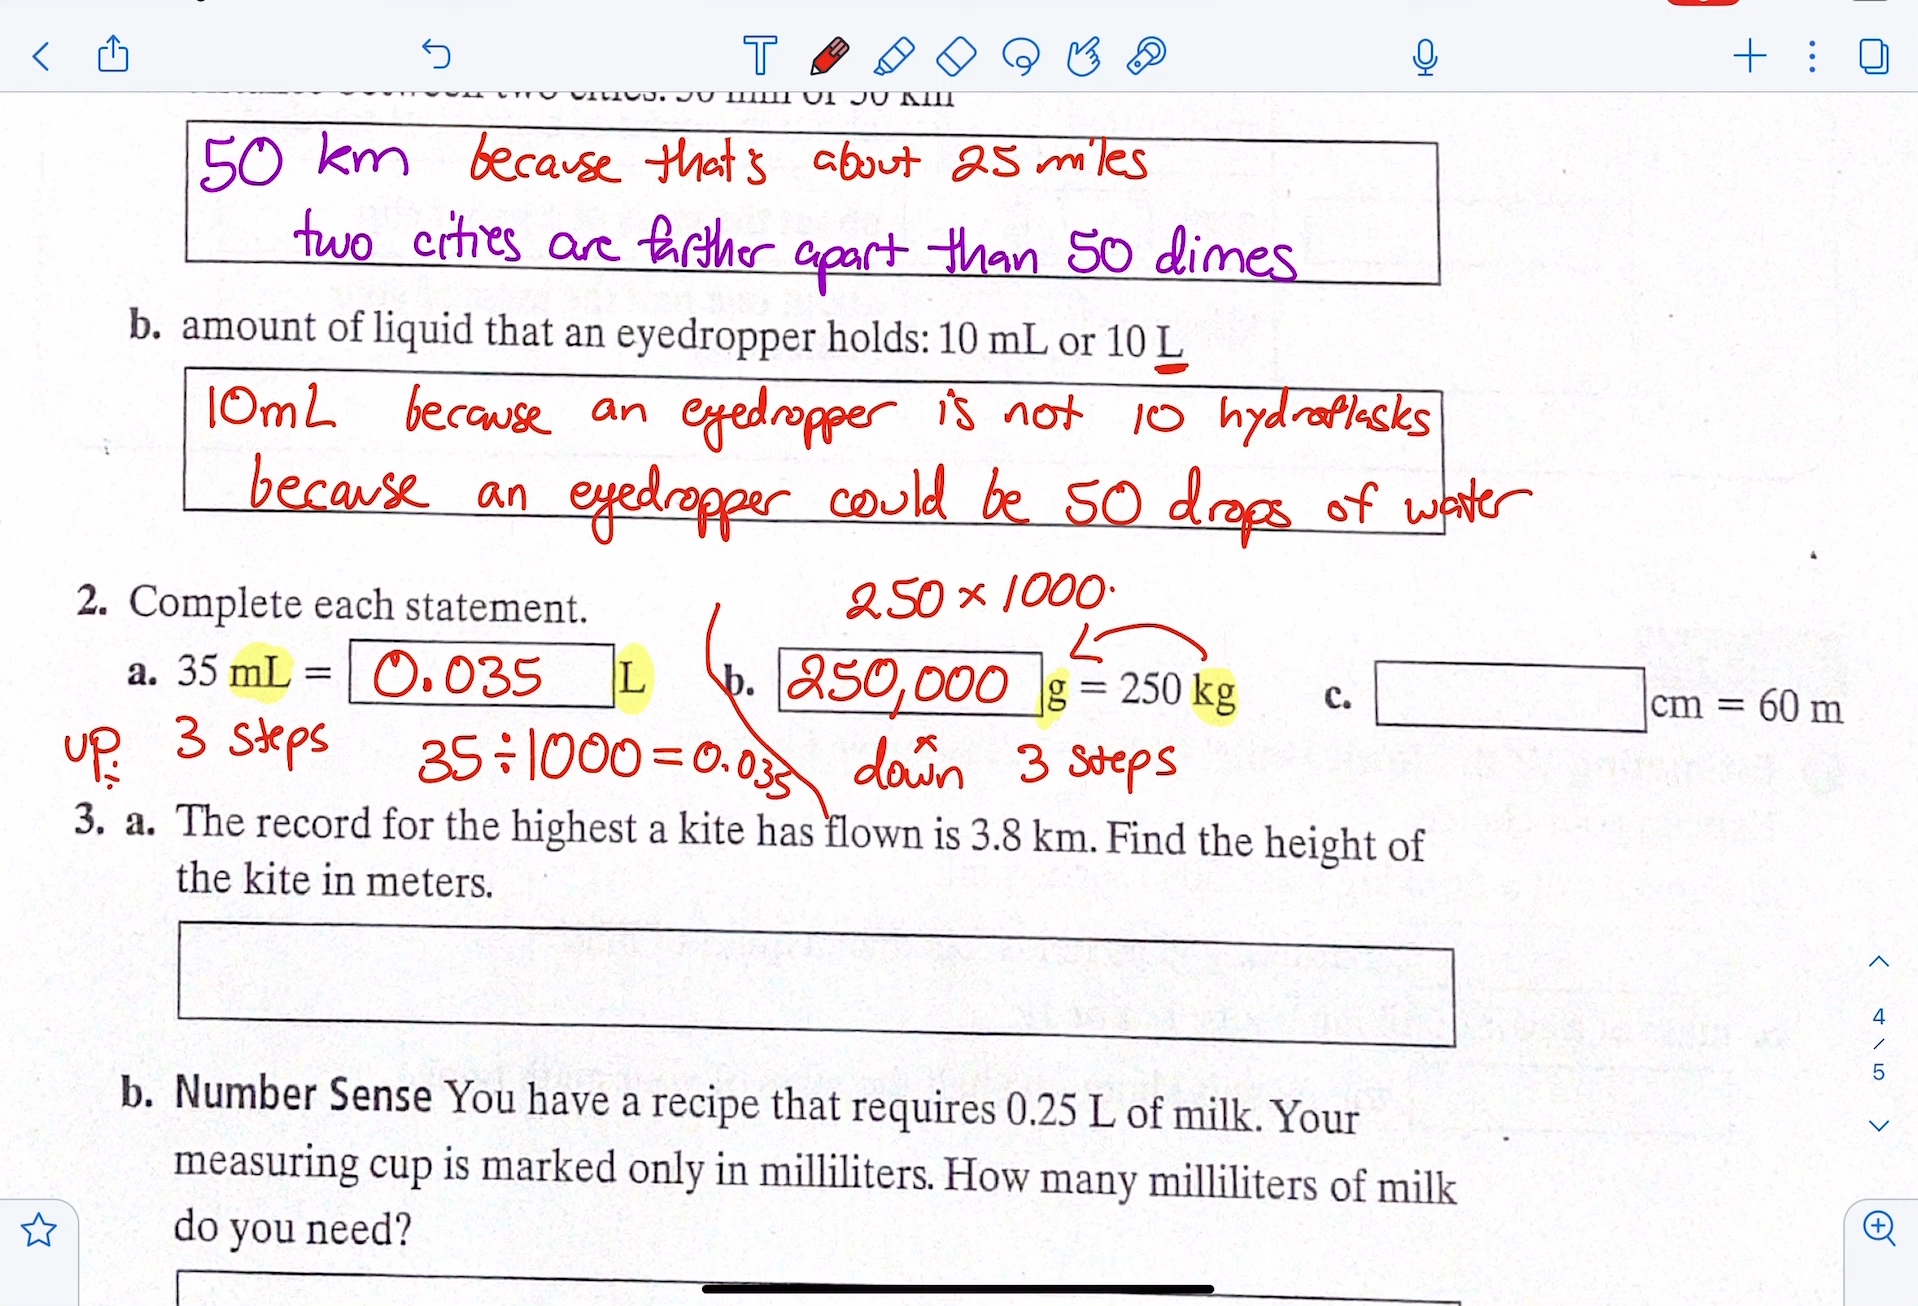 50 km because that's about 25 miles
two cities are farther apart than 50 dimes
b. amount of liquid that an eyedropper holds: 10 mL or 10 L
10mL because an eyedropper is not 10 hydroflasks
because an eyedropper could be 50 drops of water
2. Complete each statement.
250 × 1000
a. 35 mL = 0.035 L
b. 250,000 g = 250 kg
c. cm = 60 m
up 3 steps 35 ÷ 1000 = 0.035
down 3 steps
3. a. The record for the highest a kite has flown is 3.8 km. Find the height of
the kite in meters.
b. Number Sense You have a recipe that requires 0.25 L of milk. Your
measuring cup is marked only in milliliters. How many milliliters of milk
do you need?
4
/
5